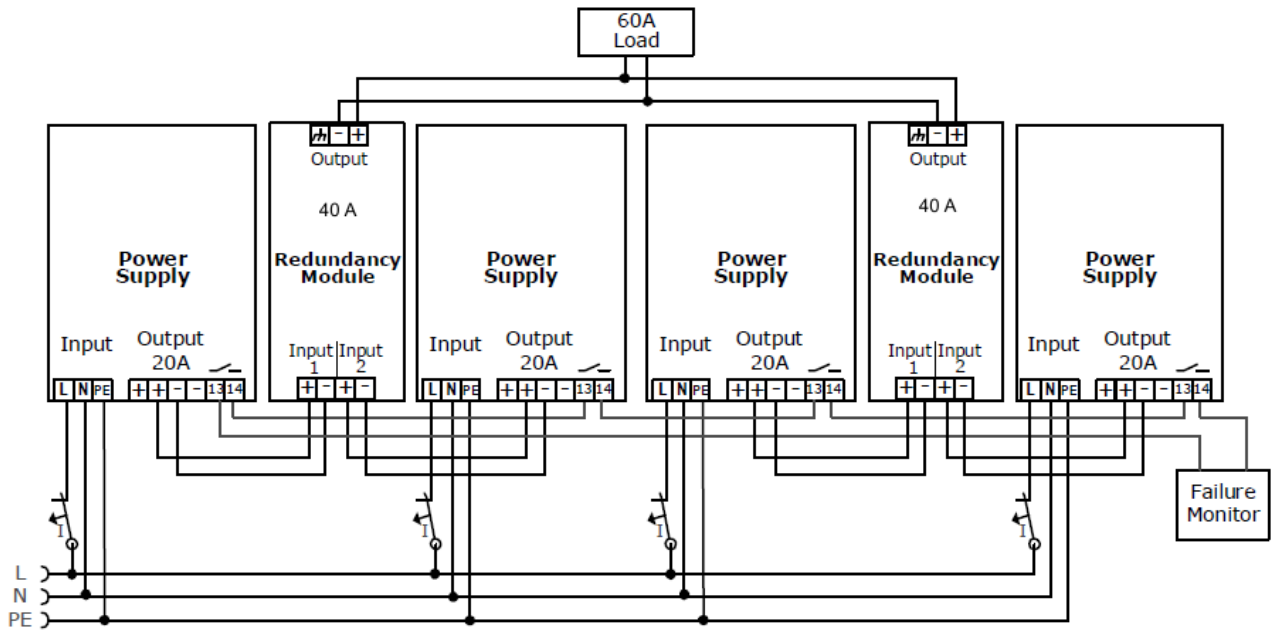 60A
Load
- +
Output
40 A
Redundancy
Module
Input Input
1 2
+ - + -
- +
Output
40 A
Redundancy
Module
Input Input
1 2
+ - + -
Power
Supply
Input
Output
20A
L N PE
+ + - - 13 14
Power
Supply
Input
Output
20A
L N PE
+ + - - 13 14
Power
Supply
Input
Output
20A
L N PE
+ + - - 13 14
Power
Supply
Input
Output
20A
L N PE
+ + - - 13 14
I
I
I
I
Failure
Monitor
L
N
PE